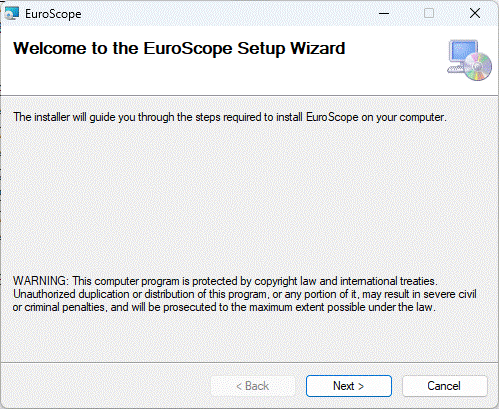 EuroScope
Welcome to the EuroScope Setup Wizard
The installer will guide you through the steps required to install EuroScope on your computer.
WARNING: This computer program is protected by copyright law and international treaties.
Unauthorized duplication or distribution of this program, or any portion of it, may result in severe civil
or criminal penalties, and will be prosecuted to the maximum extent possible under the law.
< Back
Next >
Cancel